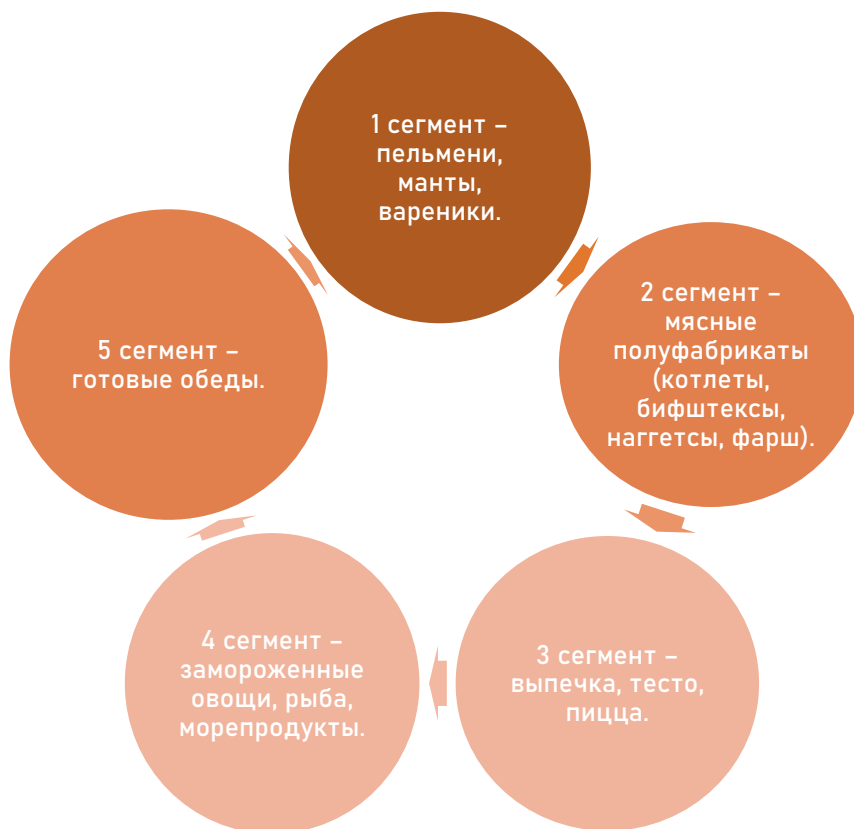 1 сегмент –
пельмени,
манты,
вареники.
2 сегмент –
мясные
полуфабрикаты
(котлеты,
бифштексы,
наггетсы, фарш).
3 сегмент –
выпечка, тесто,
пицца.
4 сегмент –
замороженные
овощи, рыба,
морепродукты.
5 сегмент –
готовые обеды.